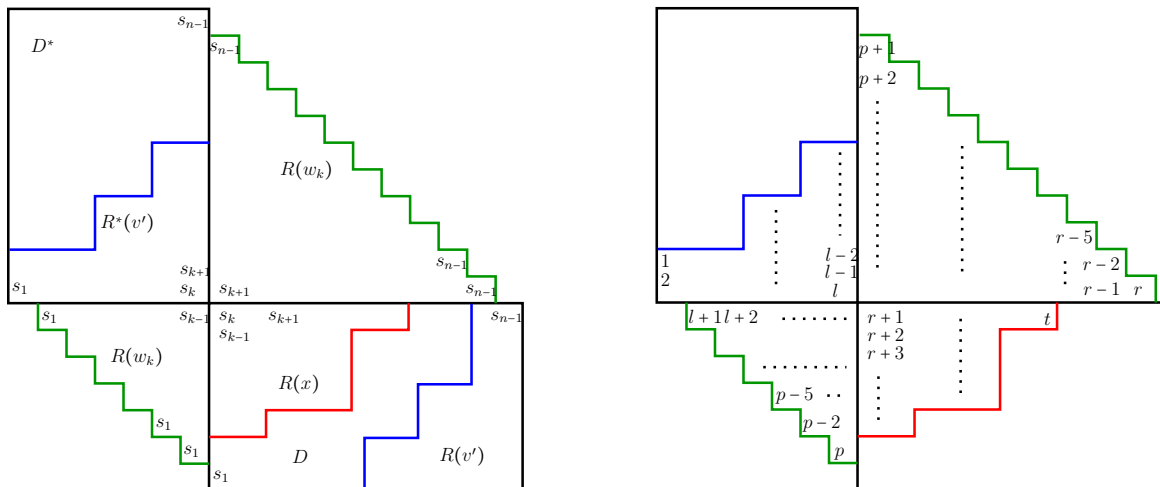 s_{n−1}
D*
s_{n−1}
R(w_k)
R*(v′)
s_{n−1}
s_{k+1}
s_1
s_k
s_{k+1}
s_{n−1}
s_1
s_{k−1}
s_k
s_{k+1}
s_{n−1}
s_{k−1}
R(w_k)
R(x)
s_1
s_1
D
R(v′)
s_1
p + 1
p + 2
r − 5
l − 2
1
r − 2
l − 1
2
l
r − 1
r
l + 1
l + 2
r + 1
t
r + 2
r + 3
p − 5
p − 2
p